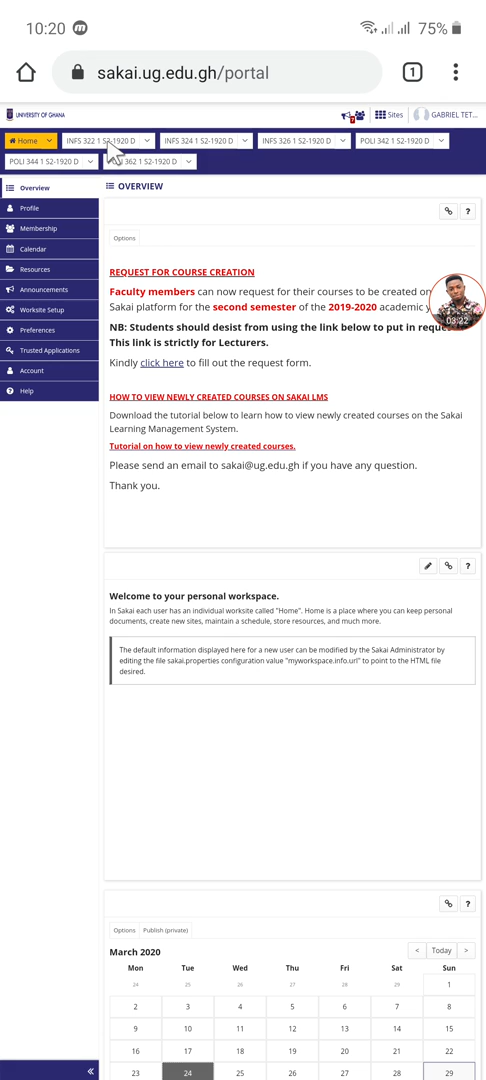 10:20 75%
sakai.ug.edu.gh/portal 1
UNIVERSITY OF GHANA 7 Sites GABRIEL TET...
Home INFS 322 1 S2-1920 D INFS 324 1 S2-1920 D INFS 326 1 S2-1920 D POLI 342 1 S2-1920 D
POLI 344 1 S2-1920 D 362 1 S2-1920 D
Overview
Profile
Membership
Calendar
Resources
Announcements
Worksite Setup
Preferences
Trusted Applications
Account
Help
OVERVIEW
?
Options
REQUEST FOR COURSE CREATION
Faculty members can now request for their courses to be created on
Sakai platform for the second semester of the 2019-2020 academic
03:22
NB: Students should desist from using the link below to put in
This link is strictly for Lecturers.
Kindly click here to fill out the request form.
HOW TO VIEW NEWLY CREATED COURSES ON SAKAI LMS
Download the tutorial below to learn how to view newly created courses on the Sakai
Learning Management System.
Tutorial on how to view newly created courses.
Please send an email to sakai@ug.edu.gh if you have any question.
Thank you.
?
Welcome to your personal workspace.
In Sakai each user has an individual worksite called "Home". Home is a place where you can keep personal
documents, create new sites, maintain a schedule, store resources, and much more.
The default information displayed here for a new user can be modified by the Sakai Administrator by
editing the file sakai.properties configuration value "myworkspace.info.url" to point to the HTML file
desired.
?
Options Publish (private)
March 2020 < Today >
Mon Tue Wed Thu Fri Sat Sun
24 25 26 27 28 29 1
2 3 4 5 6 7 8
9 10 11 12 13 14 15
16 17 18 19 20 21 22
23 24 25 26 27 28 29
«